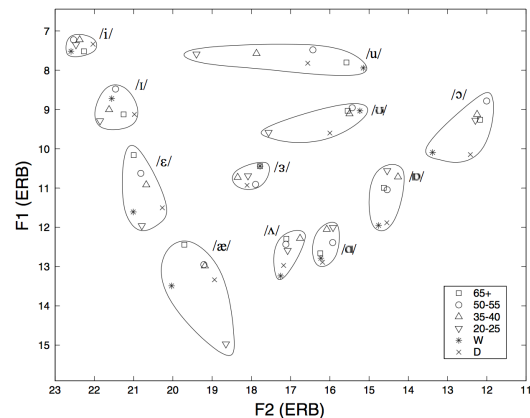 7
8
9
10
11
12
13
14
15
F1 (ERB)
/i/
/u/
/ɪ/
/ʊ/
/ɔ/
/ɛ/
/ɜ/
/ɒ/
/ʌ/
/ɑ/
/æ/
65+
50-55
35-40
20-25
W
D
23 22 21 20 19 18 17 16 15 14 13 12 11
F2 (ERB)